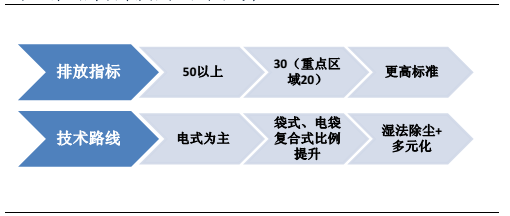 排放指标
50以上
30（重点区
域20）
更高标准
技术路线
电式为主
袋式、电袋
复合式比例
提升
湿法除尘+
多元化